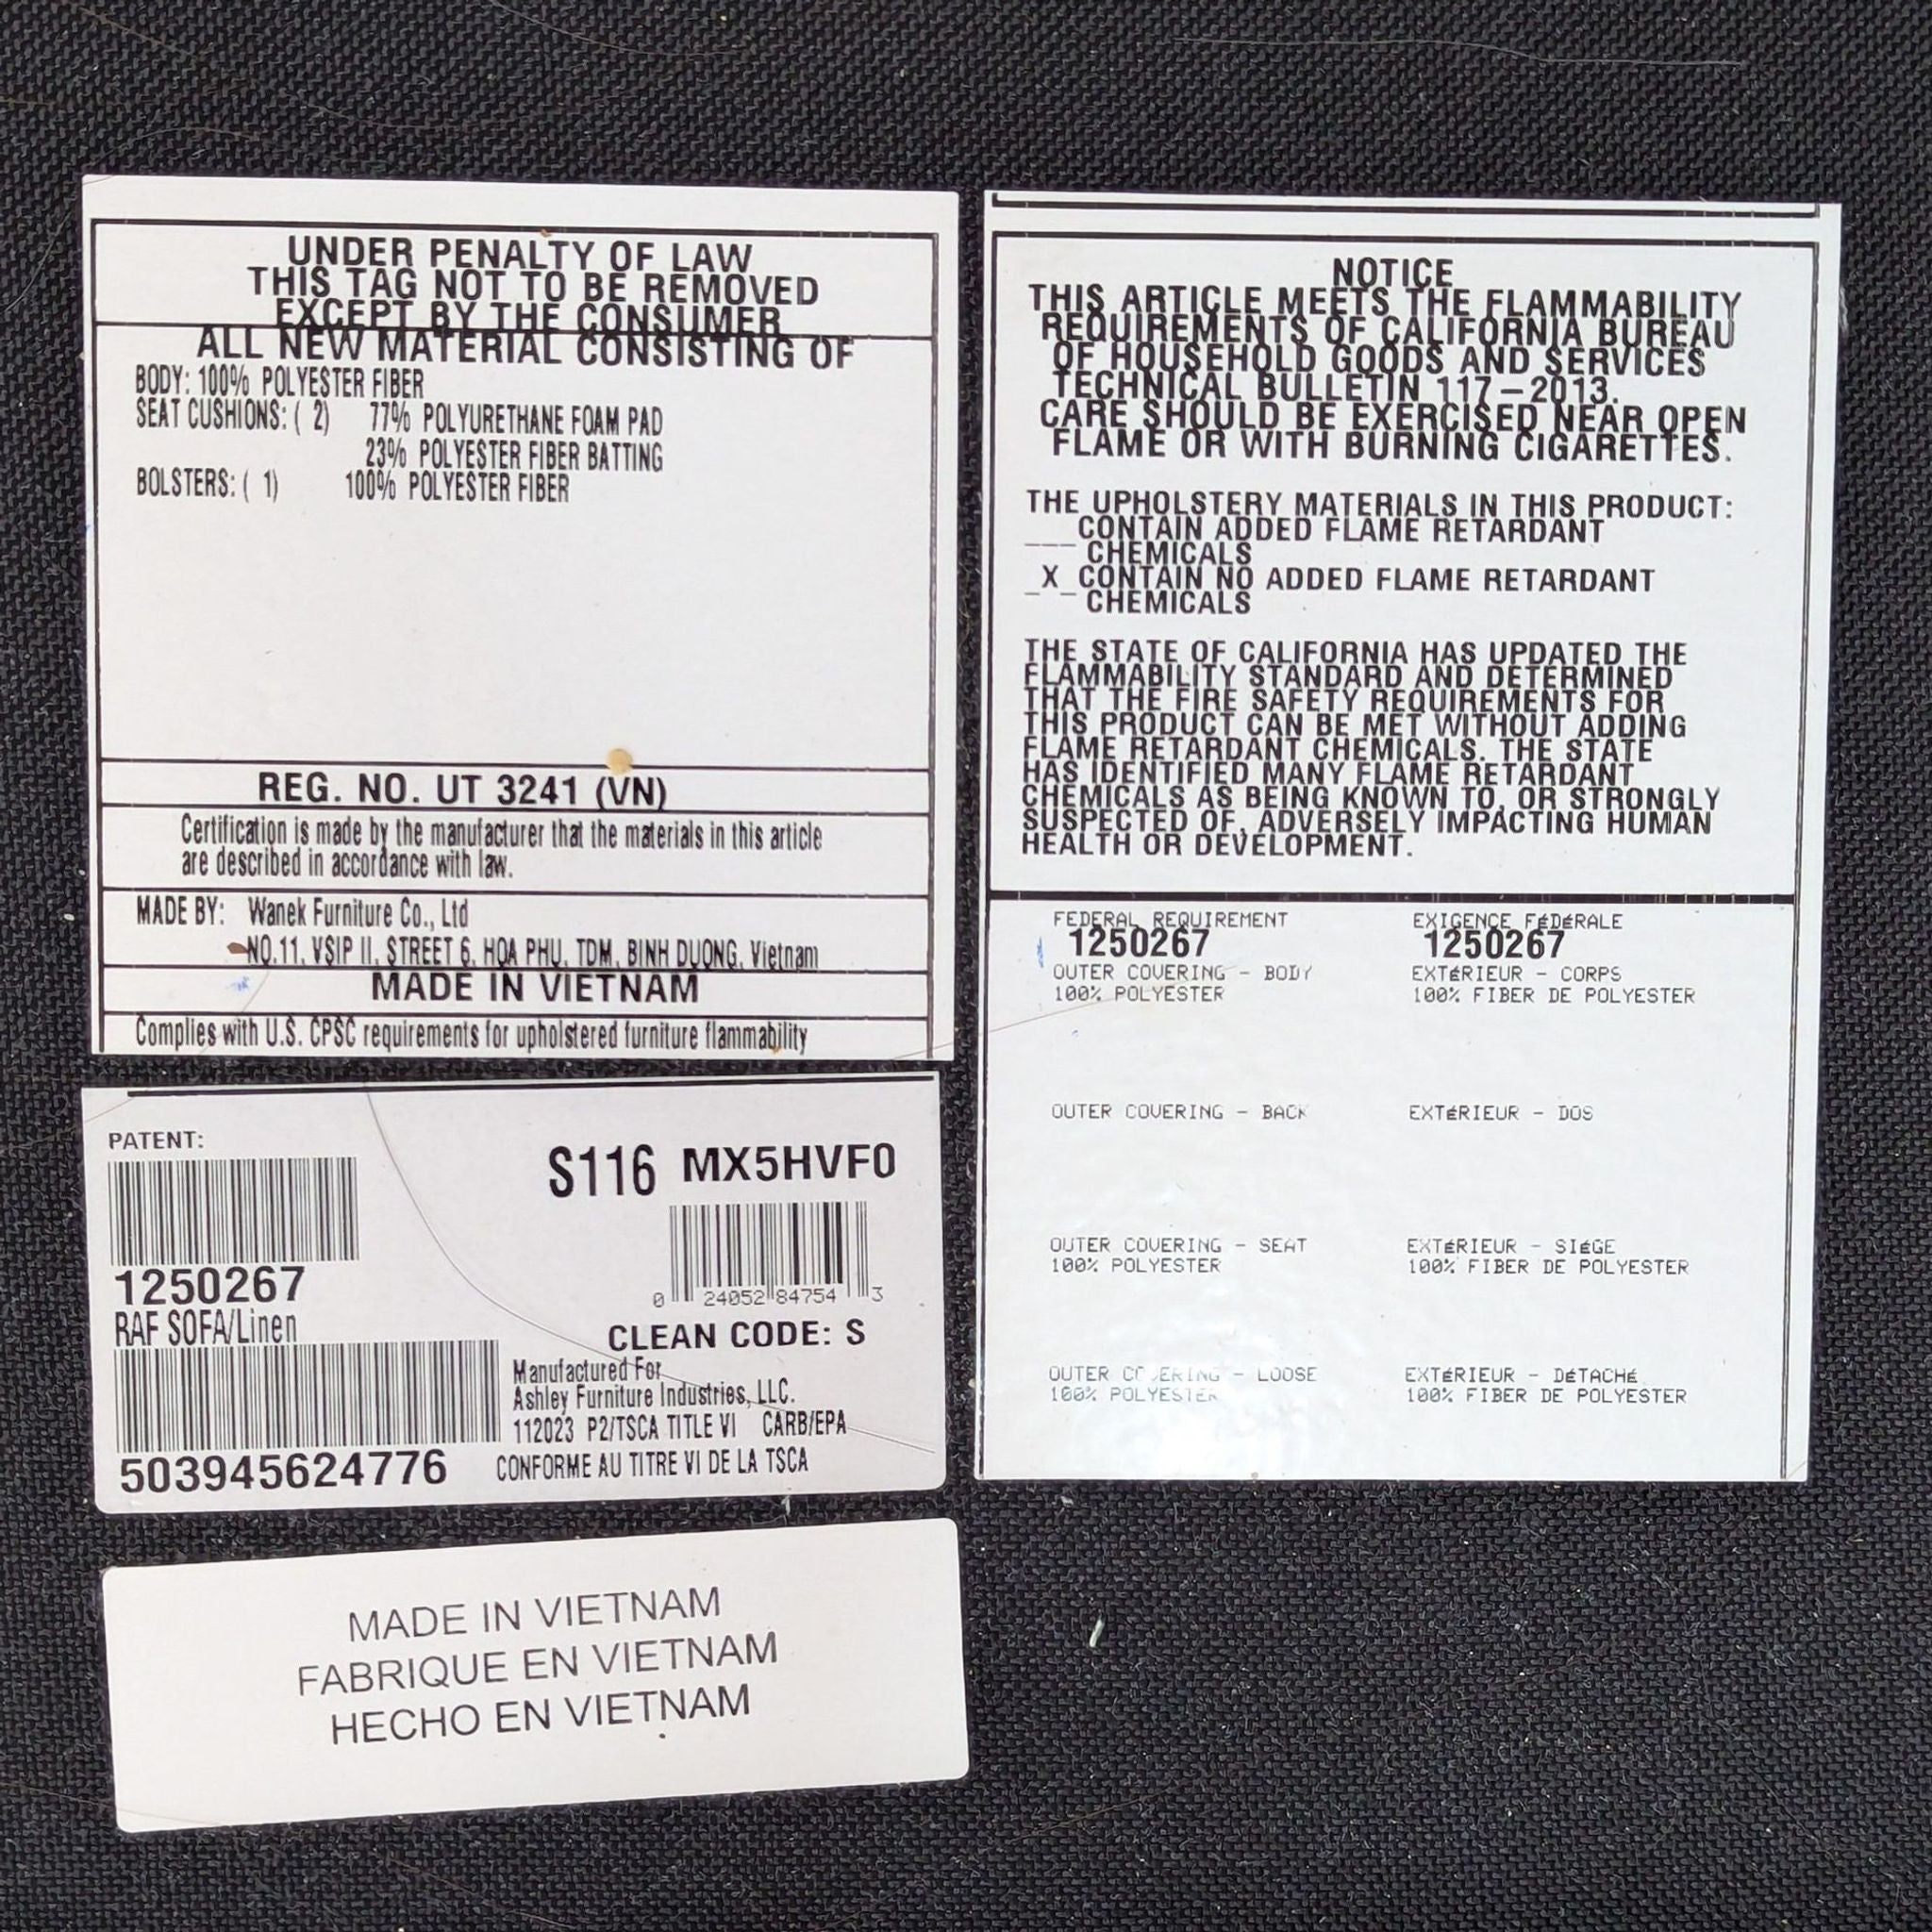 UNDER PENALTY OF LAW
THIS TAG NOT TO BE REMOVED
EXCEPT BY THE CONSUMER
ALL NEW MATERIAL CONSISTING OF
BODY: 100% POLYESTER FIBER
SEAT CUSHIONS: ( 2) 77% POLYURETHANE FOAM PAD
23% POLYESTER FIBER BATTING
BOLSTERS: ( 1) 100% POLYESTER FIBER
REG. NO. UT 3241 (VN)
Certification is made by the manufacturer that the materials in this article
are described in accordance with law.
MADE BY: Wanek Furniture Co., Ltd
NO.11, VSIP II, STREET 6, HOA PHU, TDM, BINH DUONG, Vietnam
MADE IN VIETNAM
Complies with U.S. CPSC requirements for upholstered furniture flammability
PATENT:
S116 MX5HVF0
1250267
RAF SOFA/Linen
0 24052 84754 3
CLEAN CODE: S
Manufactured For
Ashley Furniture Industries, LLC.
112023 P2/TSCA TITLE VI CARB/EPA
503945624776
CONFORME AU TITRE VI DE LA TSCA
MADE IN VIETNAM
FABRIQUE EN VIETNAM
HECHO EN VIETNAM
NOTICE
THIS ARTICLE MEETS THE FLAMMABILITY
REQUIREMENTS OF CALIFORNIA BUREAU
OF HOUSEHOLD GOODS AND SERVICES
TECHNICAL BULLETIN 117-2013.
CARE SHOULD BE EXERCISED NEAR OPEN
FLAME OR WITH BURNING CIGARETTES.
THE UPHOLSTERY MATERIALS IN THIS PRODUCT:
___ CONTAIN ADDED FLAME RETARDANT
CHEMICALS
_X_ CONTAIN NO ADDED FLAME RETARDANT
CHEMICALS
THE STATE OF CALIFORNIA HAS UPDATED THE
FLAMMABILITY STANDARD AND DETERMINED
THAT THE FIRE SAFETY REQUIREMENTS FOR
THIS PRODUCT CAN BE MET WITHOUT ADDING
FLAME RETARDANT CHEMICALS. THE STATE
HAS IDENTIFIED MANY FLAME RETARDANT
CHEMICALS AS BEING KNOWN TO, OR STRONGLY
SUSPECTED OF, ADVERSELY IMPACTING HUMAN
HEALTH OR DEVELOPMENT.
FEDERAL REQUIREMENT EXIGENCE FÉDÉRALE
1250267 1250267
OUTER COVERING - BODY EXTÉRIEUR - CORPS
100% POLYESTER 100% FIBER DE POLYESTER
OUTER COVERING - BACK EXTÉRIEUR - DOS
OUTER COVERING - SEAT EXTÉRIEUR - SIÉGE
100% POLYESTER 100% FIBER DE POLYESTER
OUTER COVERING - LOOSE EXTÉRIEUR - DÉTACHÉ
100% POLYESTER 100% FIBER DE POLYESTER